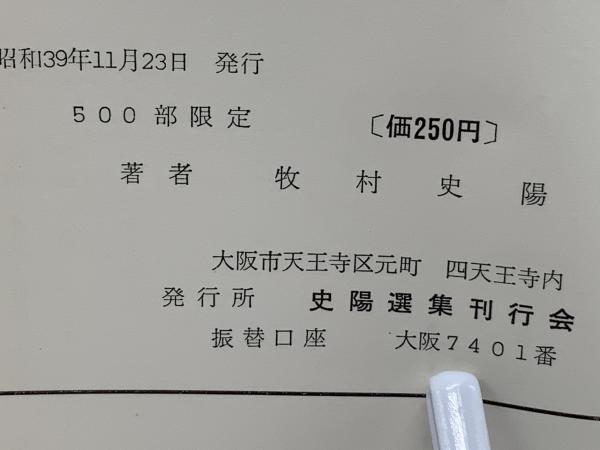 昭和39年11月23日 発行
500部限定 〔価250円〕
著者 牧村史陽
大阪市天王寺区元町 四天王寺内
発行所 史陽選集刊行会
振替口座 大阪7401番